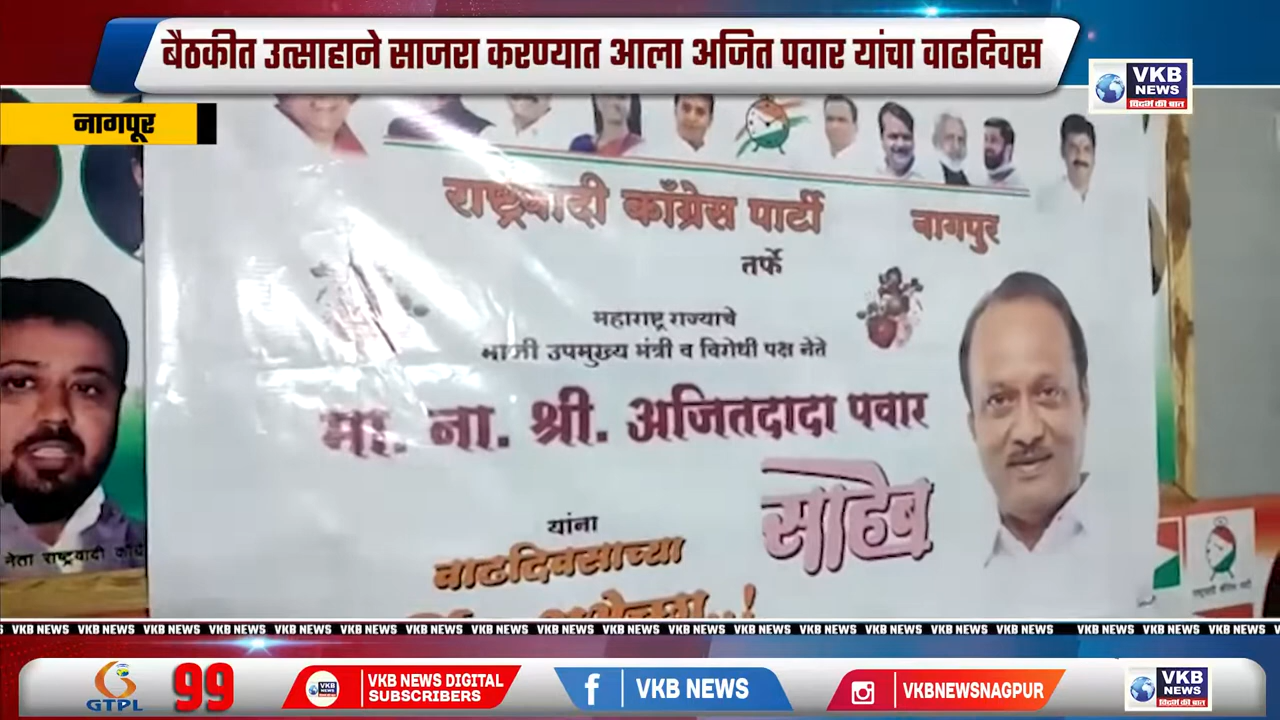 बैठकीत उत्साहाने साजरा करण्यात आला अजित पवार यांचा वाढदिवस
VKB
NEWS
विदर्भ की बात
नागपूर
राष्ट्रवादी काँग्रेस पार्टी नागपुर
तर्फे
महाराष्ट्र राज्याचे
माजी उपमुख्य मंत्री व विरोधी पक्ष नेते
मा. ना. श्री. अजितदादा पवार
साहेब
यांना
वाढदिवसाच्या
नेता राष्ट्रवादी
VKB NEWS VKB NEWS VKB NEWS VKB NEWS VKB NEWS VKB NEWS VKB NEWS VKB NEWS VKB NEWS VKB NEWS VKB NEWS VKB NEWS VKB NEWS VKB NEWS VKB NEWS VKB NEWS VKB NEWS VKB NEWS VKB NEWS
GTPL
99
VKB NEWS DIGITAL
SUBSCRIBERS
VKB NEWS
VKBNEWSNAGPUR
VKB
NEWS
विदर्भ की बात